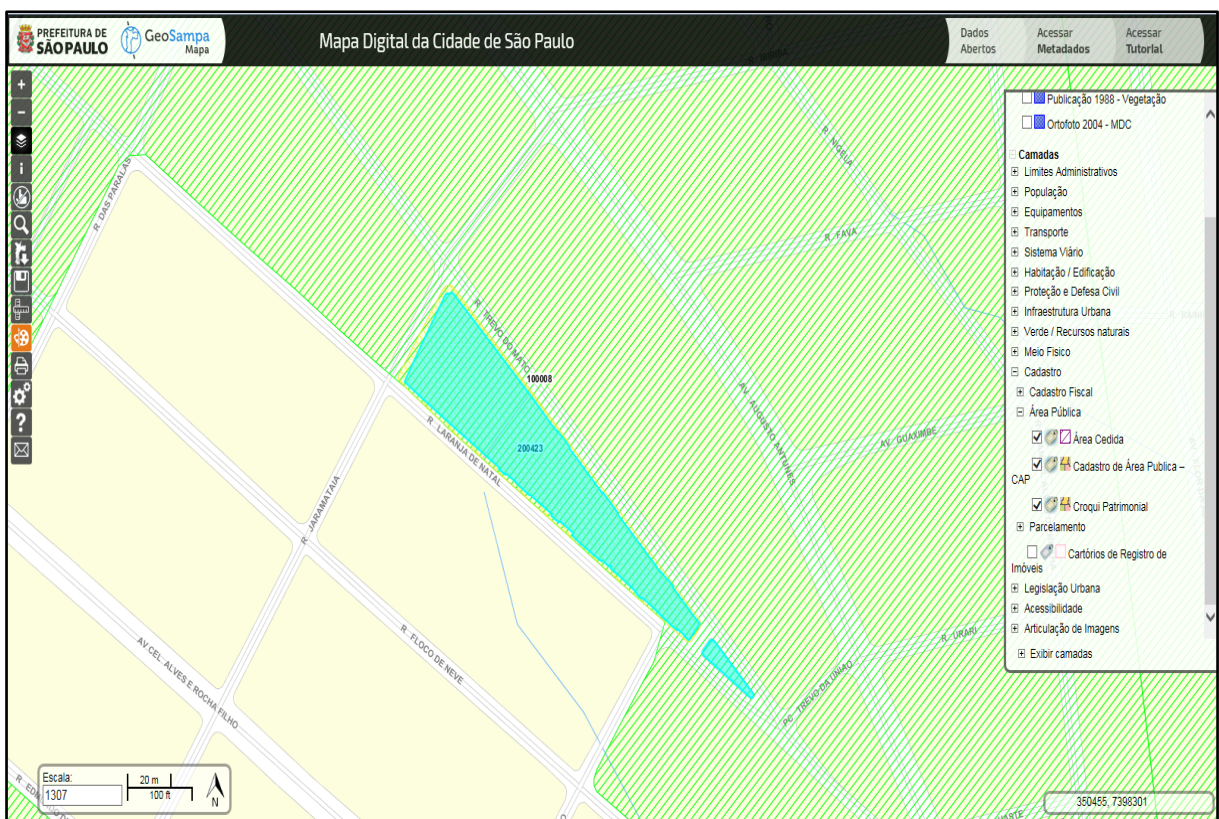 PREFEITURA DE
SÃO PAULO
GeoSampa
Mapa
Mapa Digital da Cidade de São Paulo
Dados
Abertos
Acessar
Metadados
Acessar
Tutorial
Publicação 1988 - Vegetação
Ortofoto 2004 - MDC
Camadas
Limites Administrativos
População
Equipamentos
Transporte
Sistema Viário
Habitação / Edificação
Proteção e Defesa Civil
Infraestrutura Urbana
Verde / Recursos naturais
Meio Fisico
Cadastro
Cadastro Fiscal
Área Pública
Área Cedida
Cadastro de Área Publica –
CAP
Croqui Patrimonial
Parcelamento
Cartórios de Registro de
Imóveis
Legislação Urbana
Acessibilidade
Articulação de Imagens
Exibir camadas
R. DAS PARALAS
R. NIGELA
R. FAVA
R. TREVO DO MATO
100008
200423
R. LARANJA DE NATAL
AV. AUGUSTO ANTUNES
AV. GUAXIMBE
R. JARAMATAIA
R. FLOCO DE NEVE
AV CEL. ALVES E ROCHA FILHO
R. URARI
PC. TREVO DA UNIAO
Escala:
1307
20 m
100 ft
N
350455, 7398301